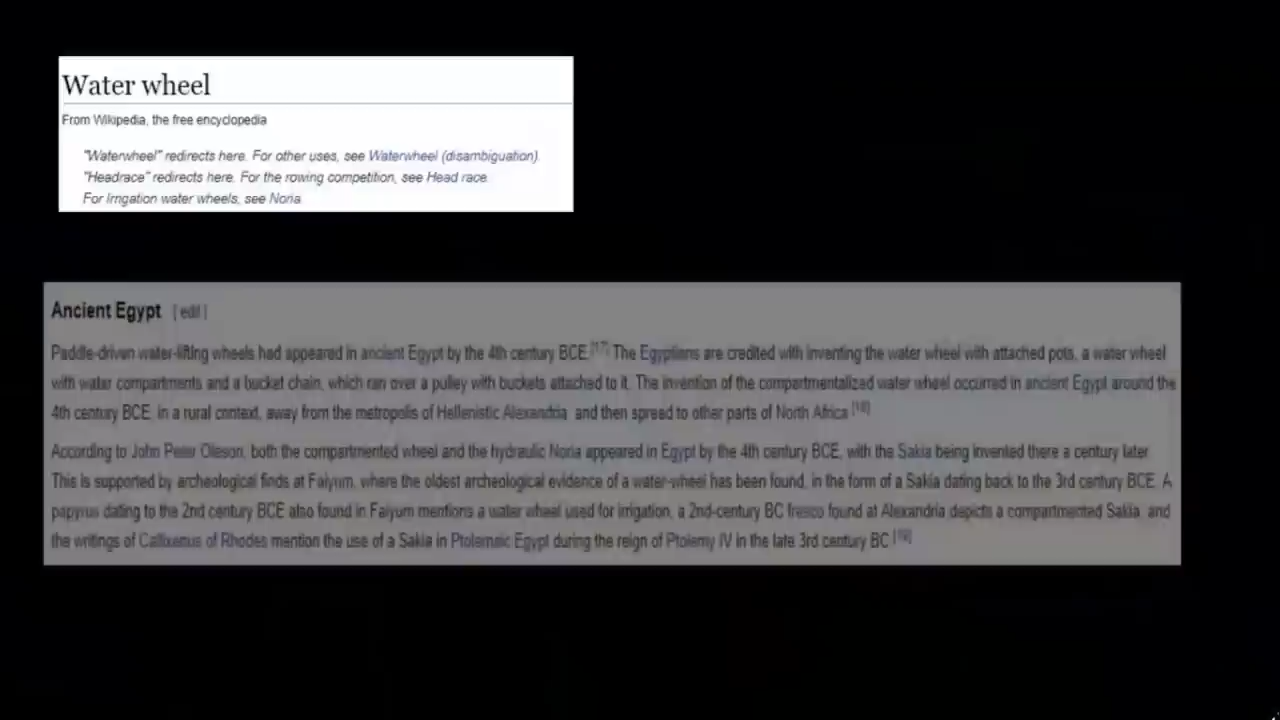 Water wheel
From Wikipedia, the free encyclopedia
"Waterwheel" redirects here. For other uses, see Waterwheel (disambiguation).
"Headrace" redirects here. For the rowing competition, see Head race.
For Irrigation water wheels, see Noria.
Ancient Egypt [ edit ]
Paddle-driven water-lifting wheels had appeared in ancient Egypt by the 4th century BCE.[17] The Egyptians are credited with inventing the water wheel with attached pots, a water wheel
with water compartments and a bucket chain, which ran over a pulley with buckets attached to it. The invention of the compartmentalized water wheel occurred in ancient Egypt around the
4th century BCE, in a rural context, away from the metropolis of Hellenistic Alexandria, and then spread to other parts of North Africa.[18]
According to John Peter Oleson, both the compartmented wheel and the hydraulic Noria appeared in Egypt by the 4th century BCE, with the Sakia being invented there a century later.
This is supported by archeological finds at Faiyum, where the oldest archeological evidence of a water-wheel has been found, in the form of a Sakia dating back to the 3rd century BCE. A
papyrus dating to the 2nd century BCE also found in Faiyum mentions a water wheel used for irrigation, a 2nd-century BC fresco found at Alexandria depicts a compartmented Sakia, and
the writings of Callixenus of Rhodes mention the use of a Sakia in Ptolemaic Egypt during the reign of Ptolemy IV in the late 3rd century BC.[19]